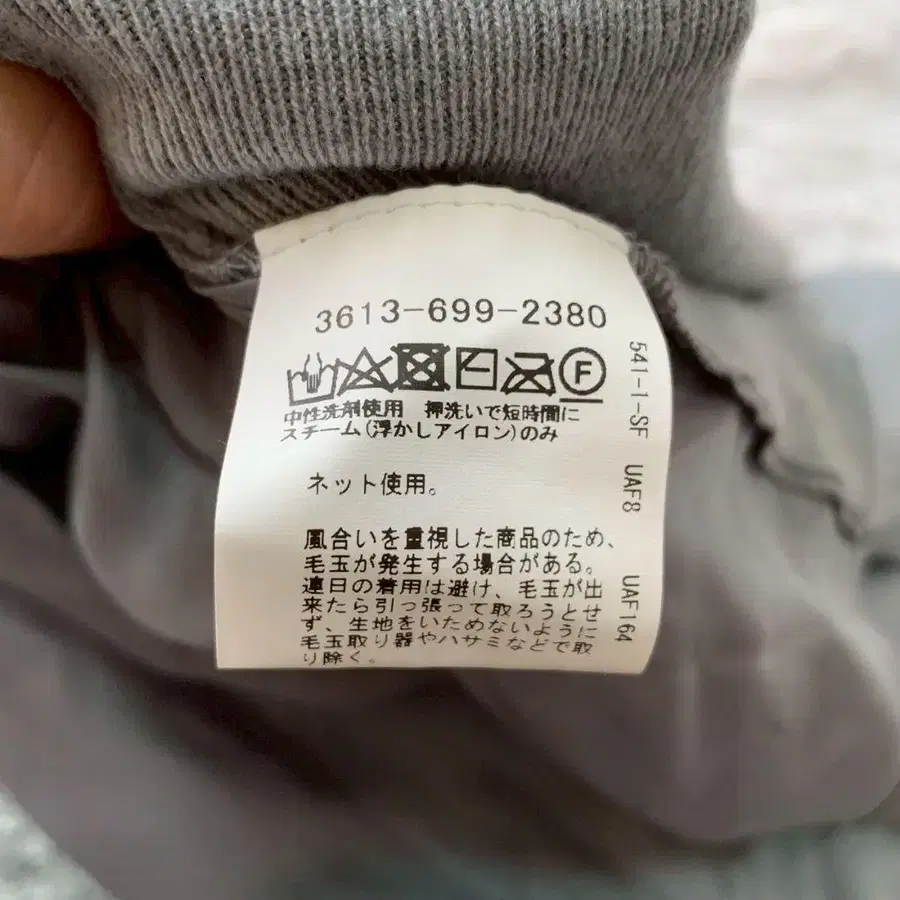 3613-699-2380
中性洗剤使用　押洗いで短時間に
スチーム(浮かしアイロン)のみ
ネット使用。
風合いを重視した商品のため、
毛玉が発生する場合がある。
連日の着用は避け、毛玉が出
来たら引っ張って取ろうとせ
ず、生地をいためないように
毛玉取り器やハサミなどで取
り除く。
541-1-SF UAF8 UAF164
P